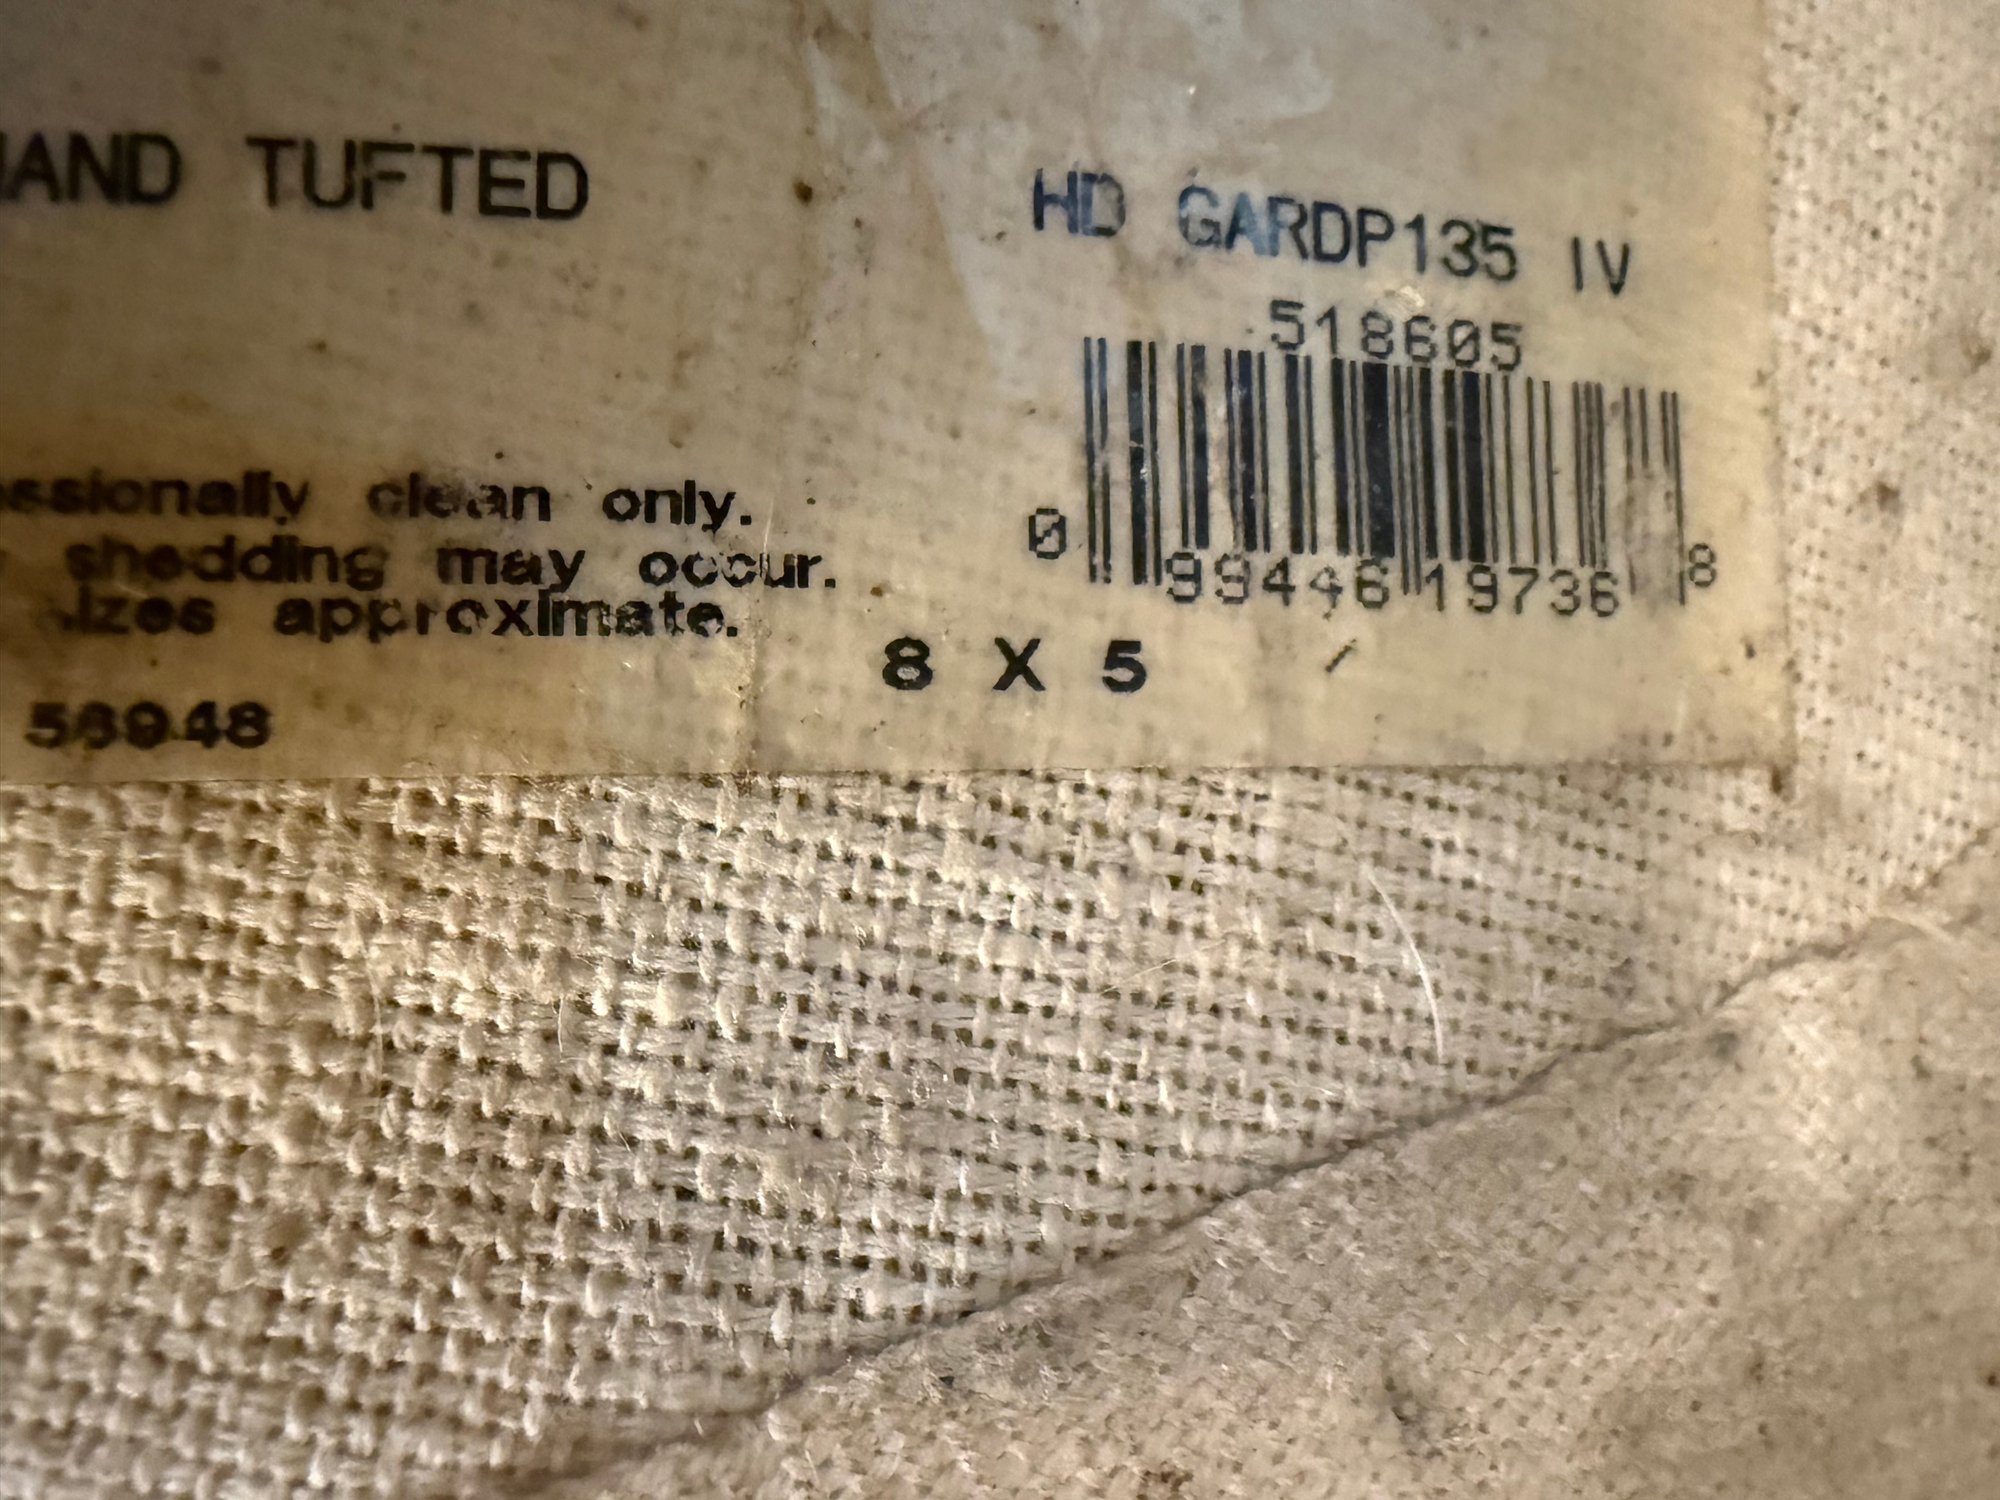 HAND TUFTED
HD GARDP135 IV
518605
0 99446 19736 8
essionally clean only.
shedding may occur.
sizes approximate.
8 X 5
56948